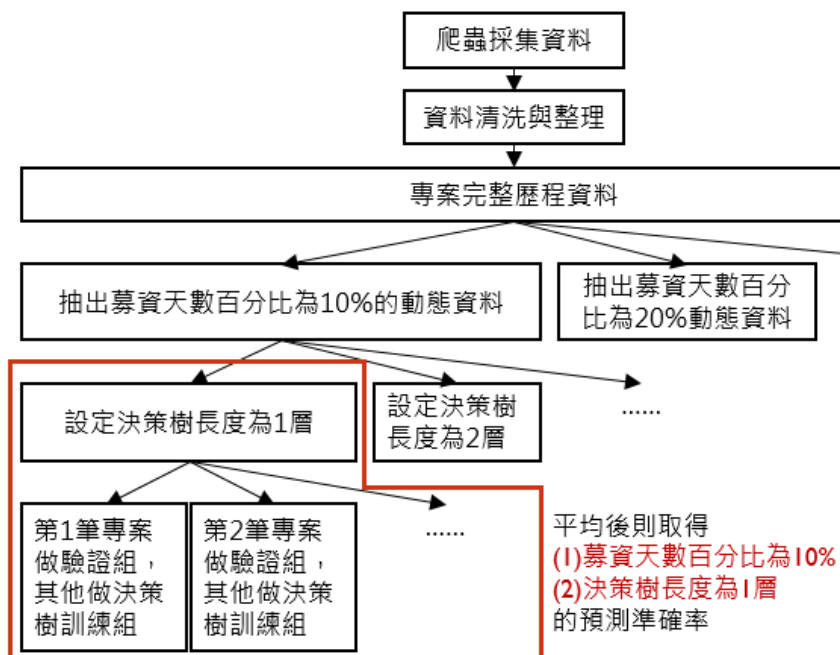 爬蟲採集資料
資料清洗與整理
專案完整歷程資料
抽出募資天數百分比為10%的動態資料
抽出募資天數百分
比為20%動態資料
設定決策樹長度為1層
設定決策樹
長度為2層
......
第1筆專案
做驗證組，
其他做決策
樹訓練組
第2筆專案
做驗證組，
其他做決策
樹訓練組
......
平均後則取得
(1)募資天數百分比為10%
(2)決策樹長度為1層
的預測準確率